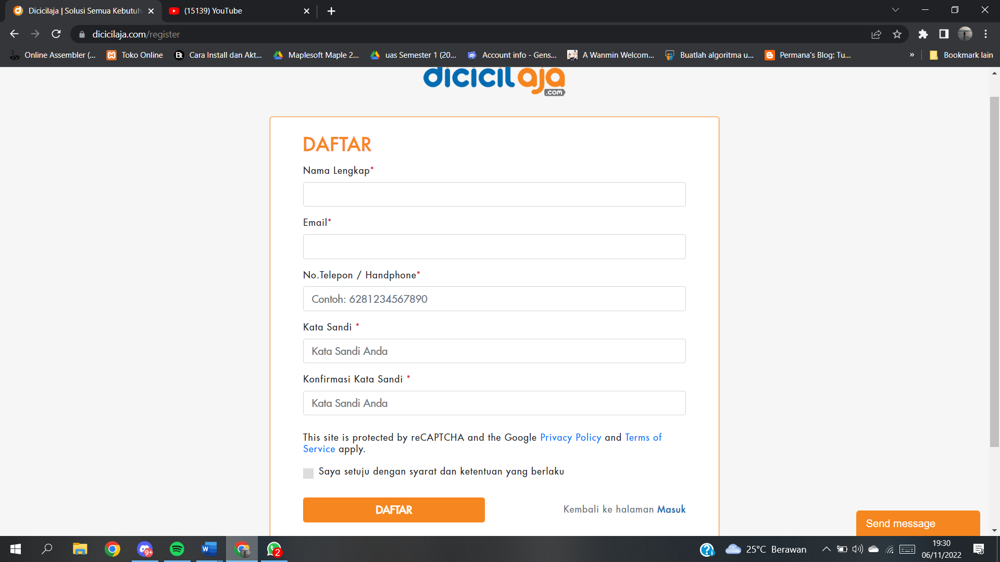 Dicicilaja | Solusi Semua Kebutuh
(15139) YouTube
dicicilaja.com/register
Online Assembler (...
Toko Online
Cara Install dan Akt...
Maplesoft Maple 2...
uas Semester 1 (20...
Account info - Gens...
A Wanmin Welcom...
Buatlah algoritma u...
Permana's Blog: Tu...
»
Bookmark lain
dicicilaja
.com
DAFTAR
Nama Lengkap*
Email*
No.Telepon / Handphone*
Contoh: 6281234567890
Kata Sandi *
Kata Sandi Anda
Konfirmasi Kata Sandi *
Kata Sandi Anda
This site is protected by reCAPTCHA and the Google Privacy Policy and Terms of
Service apply.
Saya setuju dengan syarat dan ketentuan yang berlaku
DAFTAR
Kembali ke halaman Masuk
Send message
9+
2
25°C Berawan
19:30
06/11/2022